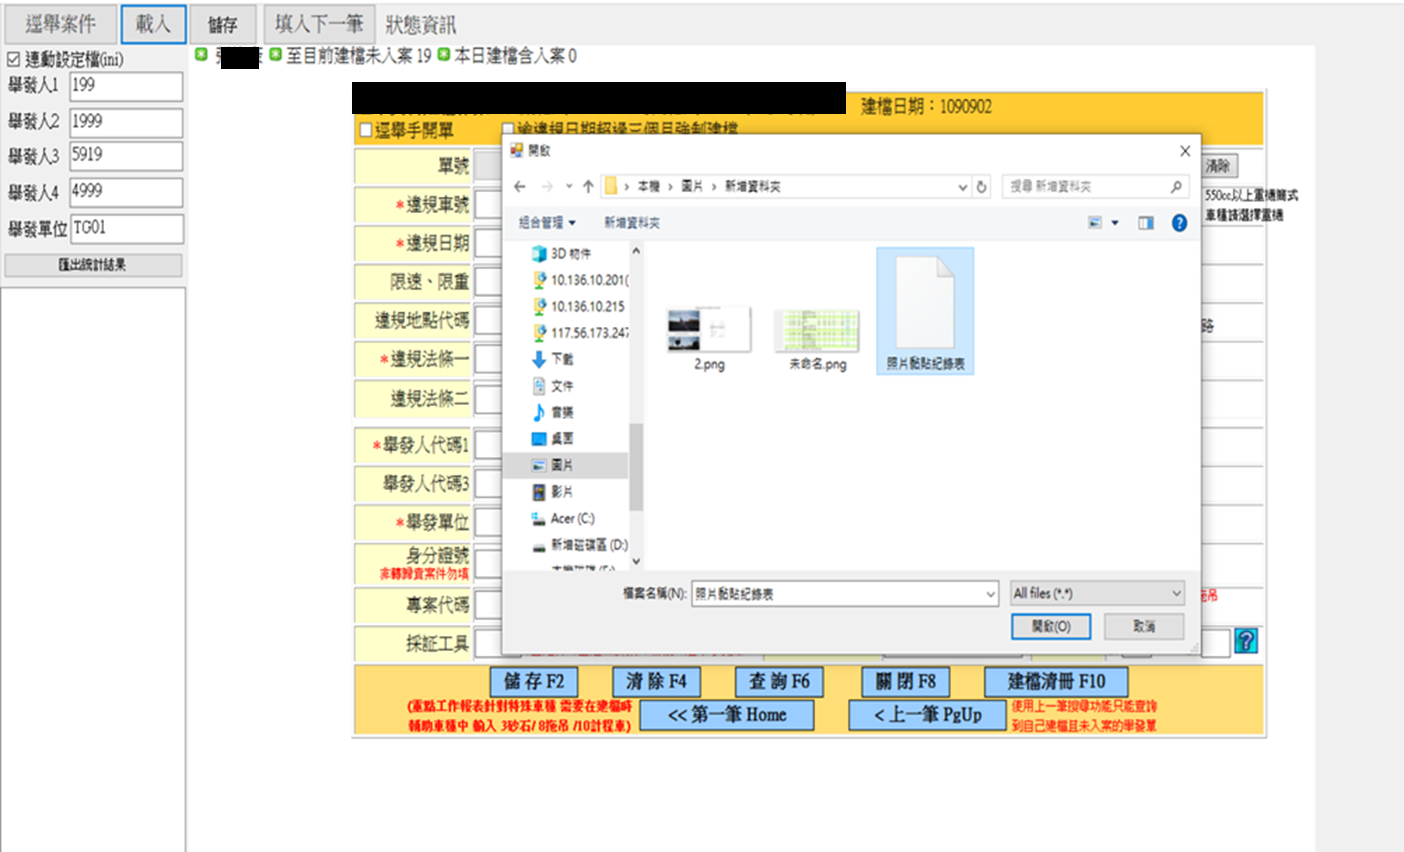 逕舉案件 載入 儲存 填入下一筆 狀態資訊
連動設定檔(ini)
舉發人1 199
舉發人2 1999
舉發人3 5919
舉發人4 4999
舉發單位 TG01
匯出統計結果
至目前建檔未入案 19 本日建檔含入案 0
建檔日期：1090902
逕舉手開單 逾違規日期超過三個月強制建檔
單號 清除
*違規車號 550cc以上重機簡式
車種請選擇重機
*違規日期
限速、限重
違規地點代碼 路
*違規法條一
違規法條二
*舉發人代碼1
舉發人代碼3
*舉發單位
身分證號
非轉歸責案件勿填
專案代碼 拖吊
採証工具
開啟
本機 圖片 新增資料夾 搜尋 新增資料夾
組合管理 新增資料夾
3D 物件
10.136.10.201(
10.136.10.215
117.56.173.247
下載
文件
音樂
桌面
圖片
影片
Acer (C:)
新增磁碟區 (D:)
2.png 未命名.png 照片黏貼紀錄表
檔案名稱(N): 照片黏貼紀錄表 All files (*.*)
開啟(O) 取消
儲 存 F2 清 除 F4 查 詢 F6 關 閉 F8 建檔清冊 F10
(重點工作報表針對特殊車種 需要在建檔時
輔助車種中 輸入 3砂石/ 8拖吊 /10計程車)
<< 第一筆 Home < 上一筆 PgUp
使用上一筆搜尋功能只能查詢
到自己建檔且未入案的舉發單